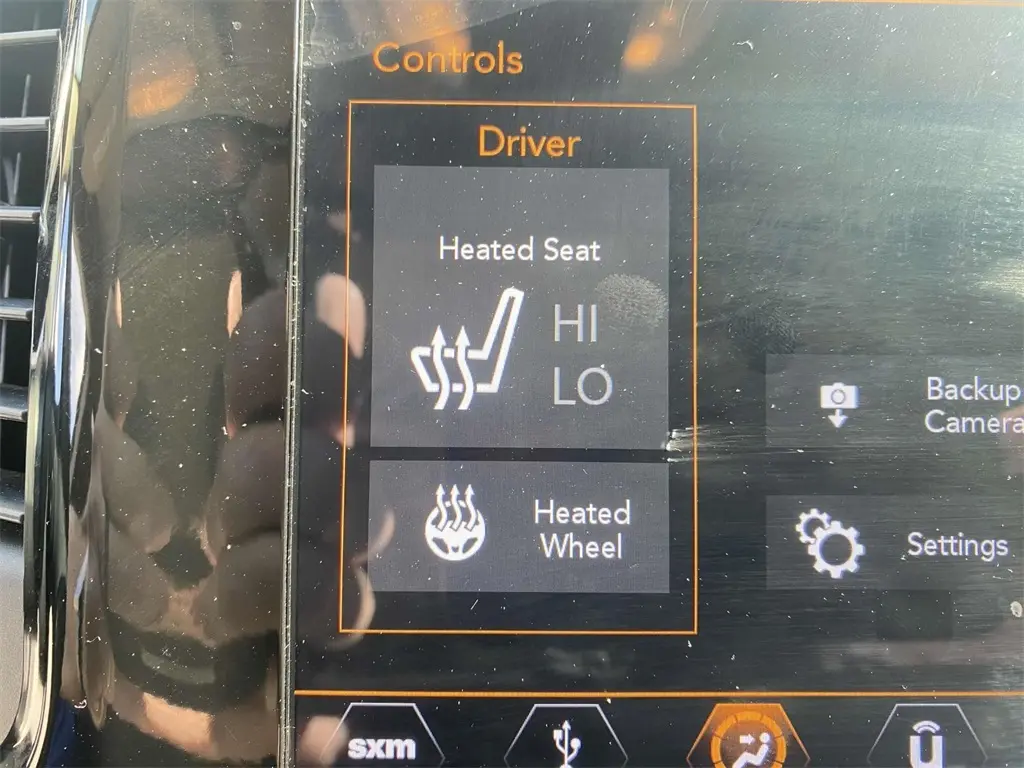 Controls
Driver
Heated Seat
HI
LO
Backup
Camera
Heated
Wheel
Settings
sxm